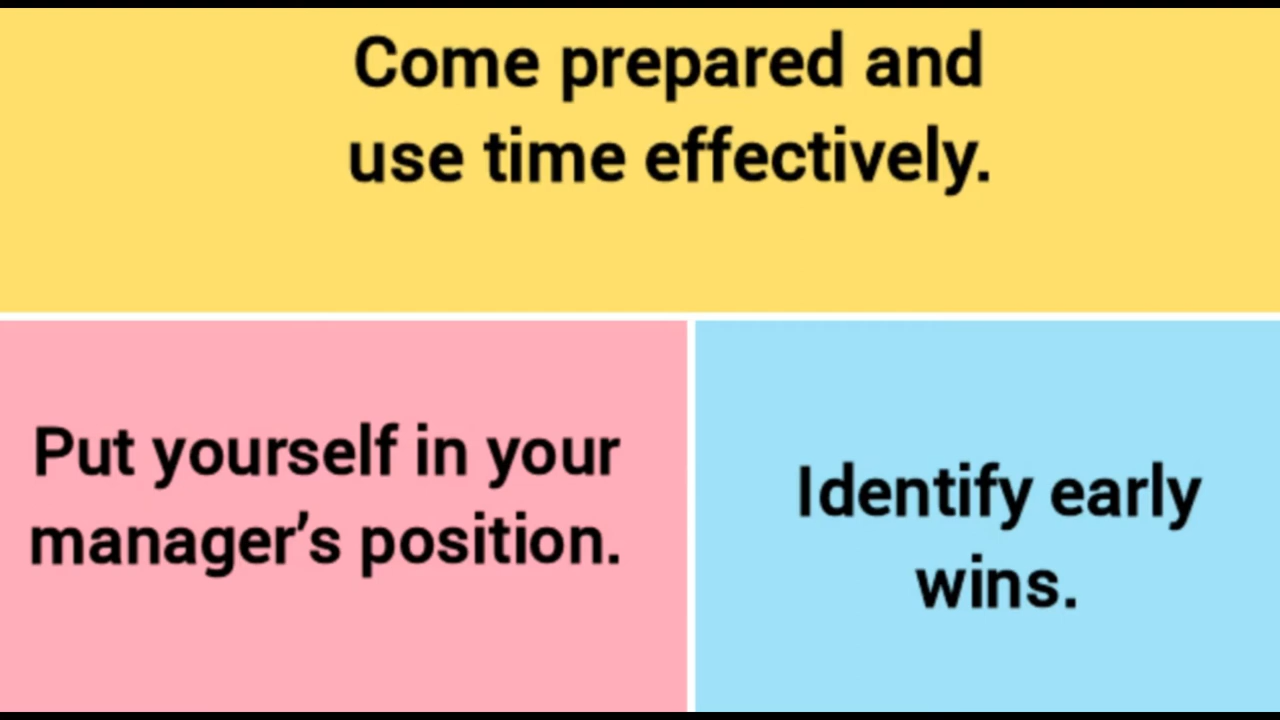 Come prepared and
use time effectively.
Put yourself in your
manager’s position.
Identify early
wins.